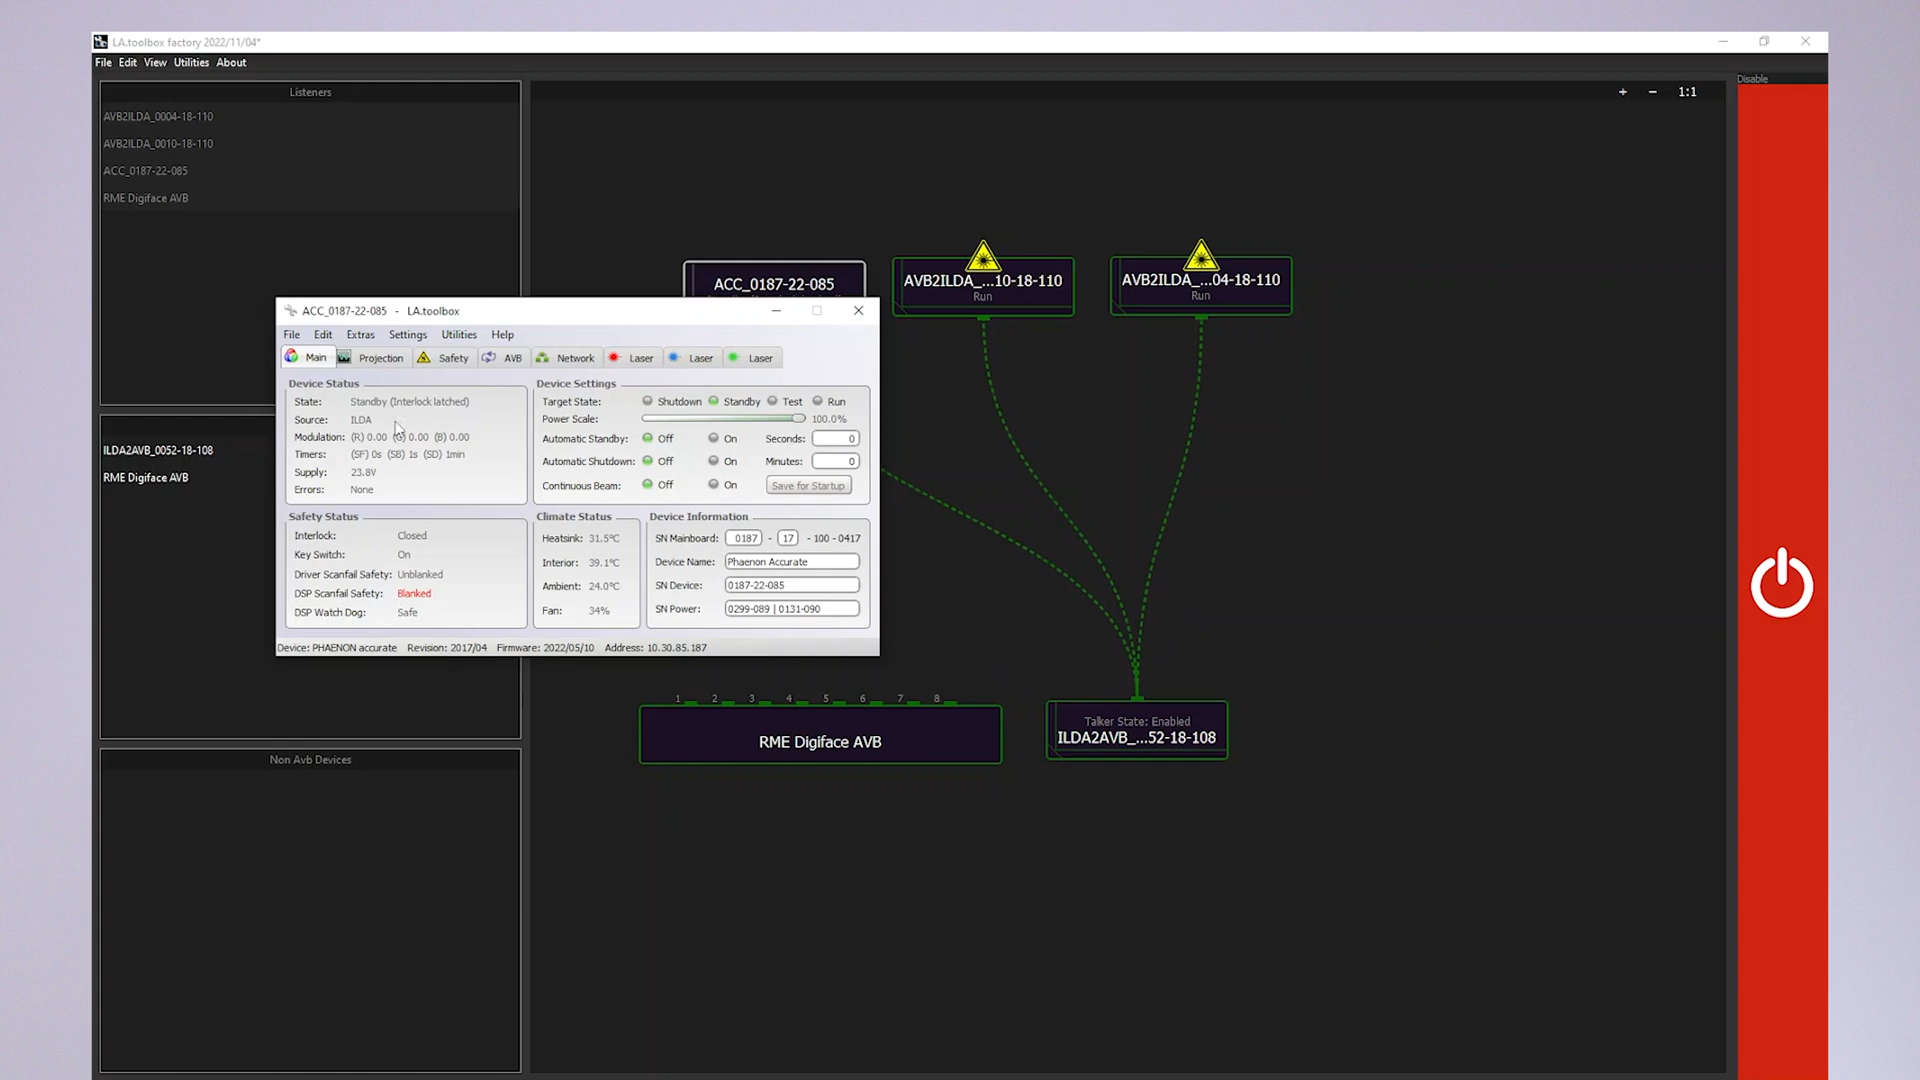 LA.toolbox factory 2022/11/04*
File Edit View Utilities About
Disable
Listeners
AVB2ILDA_0004-18-110
AVB2ILDA_0010-18-110
ACC_0187-22-085
RME Digiface AVB
ILDA2AVB_0052-18-108
RME Digiface AVB
Non Avb Devices
+ − 1:1
ACC_0187-22-085
AVB2ILDA_...10-18-110
Run
AVB2ILDA_...04-18-110
Run
ACC_0187-22-085 - LA.toolbox
File Edit Extras Settings Utilities Help
Main Projection Safety AVB Network Laser Laser Laser
Device Status
State: Standby (Interlock latched)
Source: ILDA
Modulation: (R) 0.00 (G) 0.00 (B) 0.00
Timers: (SF) 0s (SB) 1s (SD) 1min
Supply: 23.8V
Errors: None
Device Settings
Target State: Shutdown Standby Test Run
Power Scale: 100.0%
Automatic Standby: Off On Seconds: 0
Automatic Shutdown: Off On Minutes: 0
Continuous Beam: Off On Save for Startup
Safety Status
Interlock: Closed
Key Switch: On
Driver Scanfail Safety: Unblanked
DSP Scanfail Safety: Blanked
DSP Watch Dog: Safe
Climate Status
Heatsink: 31.5°C
Interior: 39.1°C
Ambient: 24.0°C
Fan: 34%
Device Information
SN Mainboard: 0187 - 17 - 100 - 0417
Device Name: Phaenon Accurate
SN Device: 0187-22-085
SN Power: 0299-089 | 0131-090
Device: PHAENON accurate Revision: 2017/04 Firmware: 2022/05/10 Address: 10.30.85.187
1 2 3 4 5 6 7 8
RME Digiface AVB
Talker State: Enabled
ILDA2AVB_...52-18-108